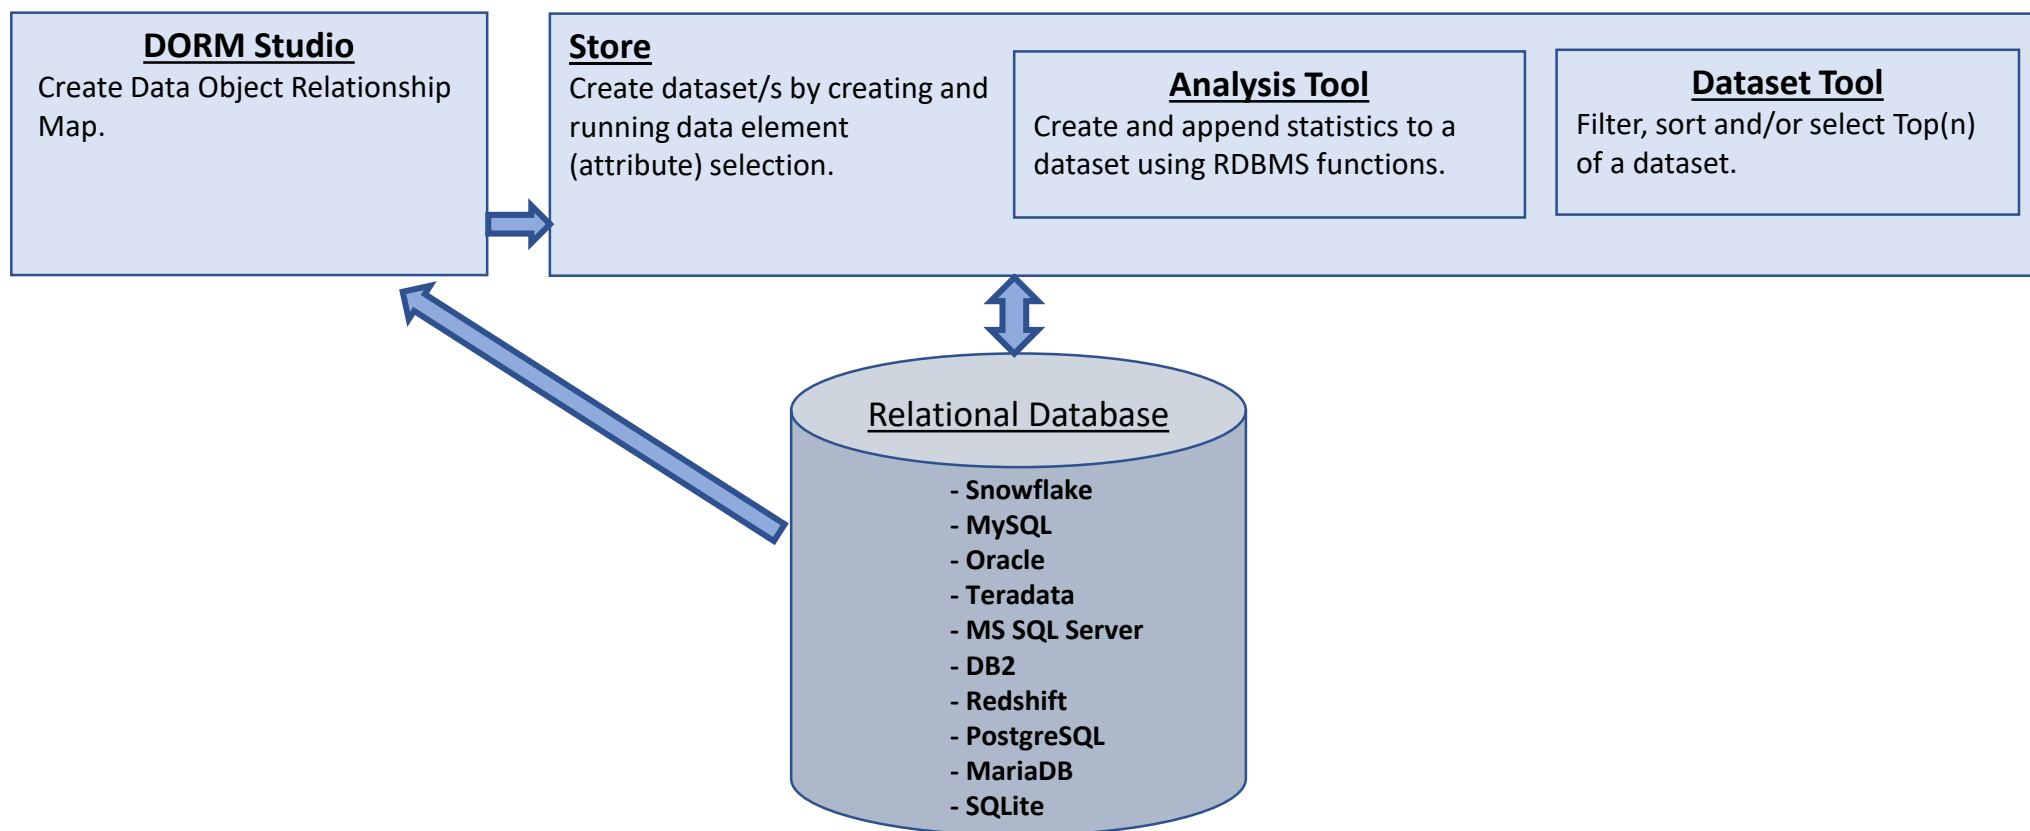 DORM Studio
Create Data Object Relationship
Map.
Store
Create dataset/s by creating and
running data element
(attribute) selection.
Analysis Tool
Create and append statistics to a
dataset using RDBMS functions.
Dataset Tool
Filter, sort and/or select Top(n)
of a dataset.
Relational Database
- Snowflake
- MySQL
- Oracle
- Teradata
- MS SQL Server
- DB2
- Redshift
- PostgreSQL
- MariaDB
- SQLite